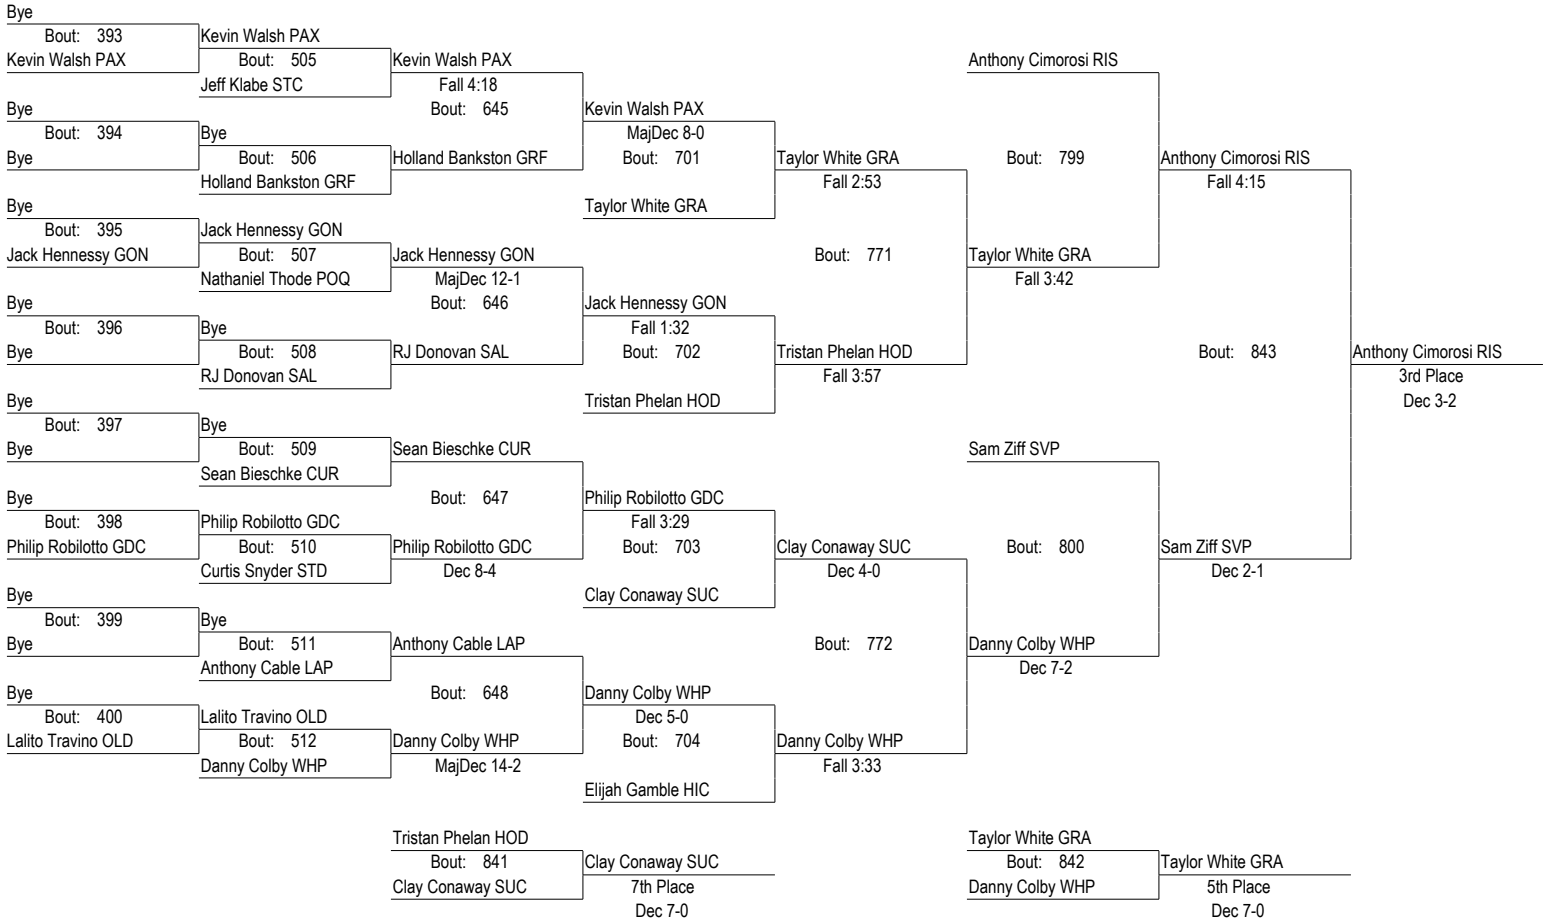 Bye
Bout: 393
Kevin Walsh PAX
Bye
Bout: 394
Bye
Bye
Bout: 395
Jack Hennessy GON
Bye
Bout: 396
Bye
Bye
Bout: 397
Bye
Bye
Bout: 398
Philip Robilotto GDC
Bye
Bout: 399
Bye
Bye
Bout: 400
Lalito Travino OLD
Kevin Walsh PAX
Bout: 505
Jeff Klabe STC
Bye
Bout: 506
Holland Bankston GRF
Jack Hennessy GON
Bout: 507
Nathaniel Thode POQ
Bye
Bout: 508
RJ Donovan SAL
Bye
Bout: 509
Sean Bieschke CUR
Philip Robilotto GDC
Bout: 510
Curtis Snyder STD
Bye
Bout: 511
Anthony Cable LAP
Lalito Travino OLD
Bout: 512
Danny Colby WHP
Kevin Walsh PAX
Fall 4:18
Bout: 645
Holland Bankston GRF
Jack Hennessy GON
MajDec 12-1
Bout: 646
RJ Donovan SAL
Sean Bieschke CUR
Bout: 647
Philip Robilotto GDC
Dec 8-4
Anthony Cable LAP
Bout: 648
Danny Colby WHP
MajDec 14-2
Kevin Walsh PAX
MajDec 8-0
Bout: 701
Taylor White GRA
Jack Hennessy GON
Fall 1:32
Bout: 702
Tristan Phelan HOD
Philip Robilotto GDC
Fall 3:29
Bout: 703
Clay Conaway SUC
Danny Colby WHP
Dec 5-0
Bout: 704
Elijah Gamble HIC
Taylor White GRA
Fall 2:53
Bout: 771
Tristan Phelan HOD
Fall 3:57
Clay Conaway SUC
Dec 4-0
Bout: 772
Danny Colby WHP
Fall 3:33
Anthony Cimorosi RIS
Bout: 799
Taylor White GRA
Fall 3:42
Sam Ziff SVP
Bout: 800
Danny Colby WHP
Dec 7-2
Anthony Cimorosi RIS
Fall 4:15
Bout: 843
Sam Ziff SVP
Dec 2-1
Anthony Cimorosi RIS
3rd Place
Dec 3-2
Tristan Phelan HOD
Bout: 841
Clay Conaway SUC
Clay Conaway SUC
7th Place
Dec 7-0
Taylor White GRA
Bout: 842
Danny Colby WHP
Taylor White GRA
5th Place
Dec 7-0